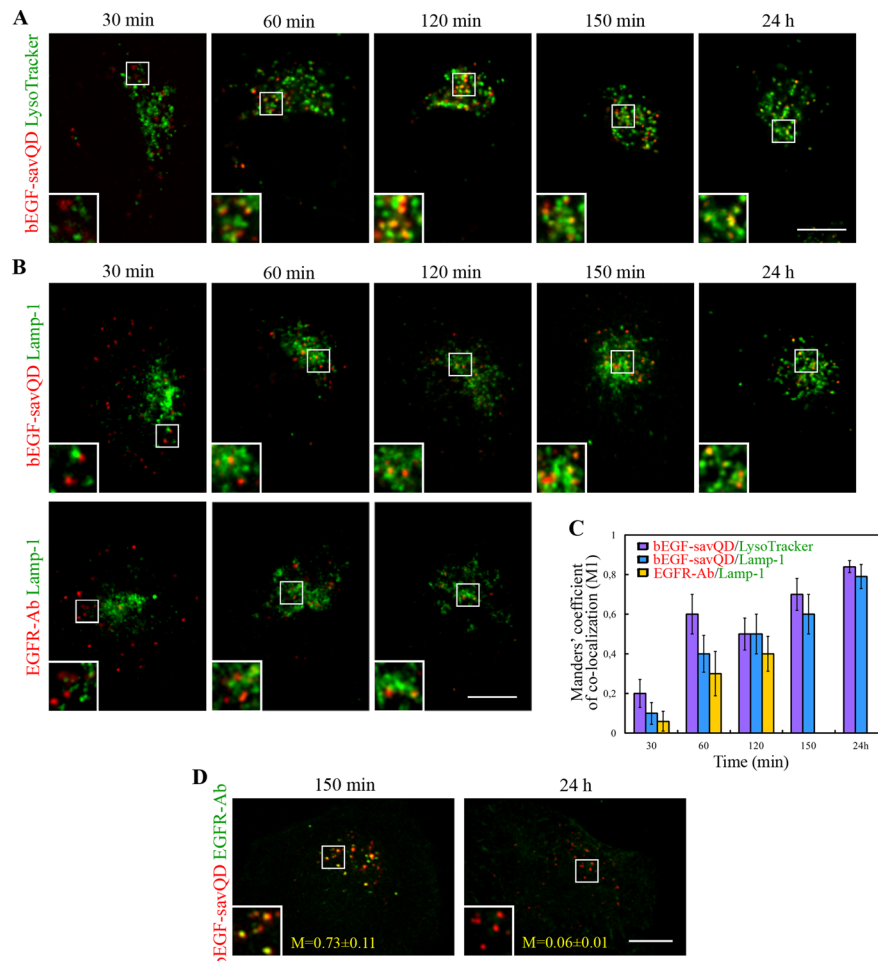 A
30 min
60 min
120 min
150 min
24 h
bEGF-savQD LysoTracker
B
30 min
60 min
120 min
150 min
24 h
bEGF-savQD Lamp-1
EGFR-Ab Lamp-1
C
Manders' coefficient
of co-localization (M1)
1
0,8
0,6
0,4
0,2
0
bEGF-savQD/LysoTracker
bEGF-savQD/Lamp-1
EGFR-Ab/Lamp-1
30
60
120
150
24h
Time (min)
D
150 min
24 h
bEGF-savQD EGFR-Ab
M=0.73±0.11
M=0.06±0.01